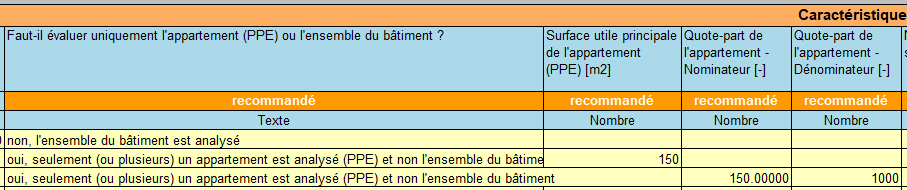 Caractéristique
Faut-il évaluer uniquement l'appartement (PPE) ou l'ensemble du bâtiment ?
Surface utile principale
de l'appartement
(PPE) [m2]
Quote-part de
l'appartement -
Nominateur [-]
Quote-part de
l'appartement -
Dénominateur [-]
recommandé recommandé recommandé recommandé
Texte Nombre Nombre Nombre
non, l'ensemble du bâtiment est analysé
oui, seulement (ou plusieurs) un appartement est analysé (PPE) et non l'ensemble du bâtime 150
oui, seulement (ou plusieurs) un appartement est analysé (PPE) et non l'ensemble du bâtiment 150.00000 1000